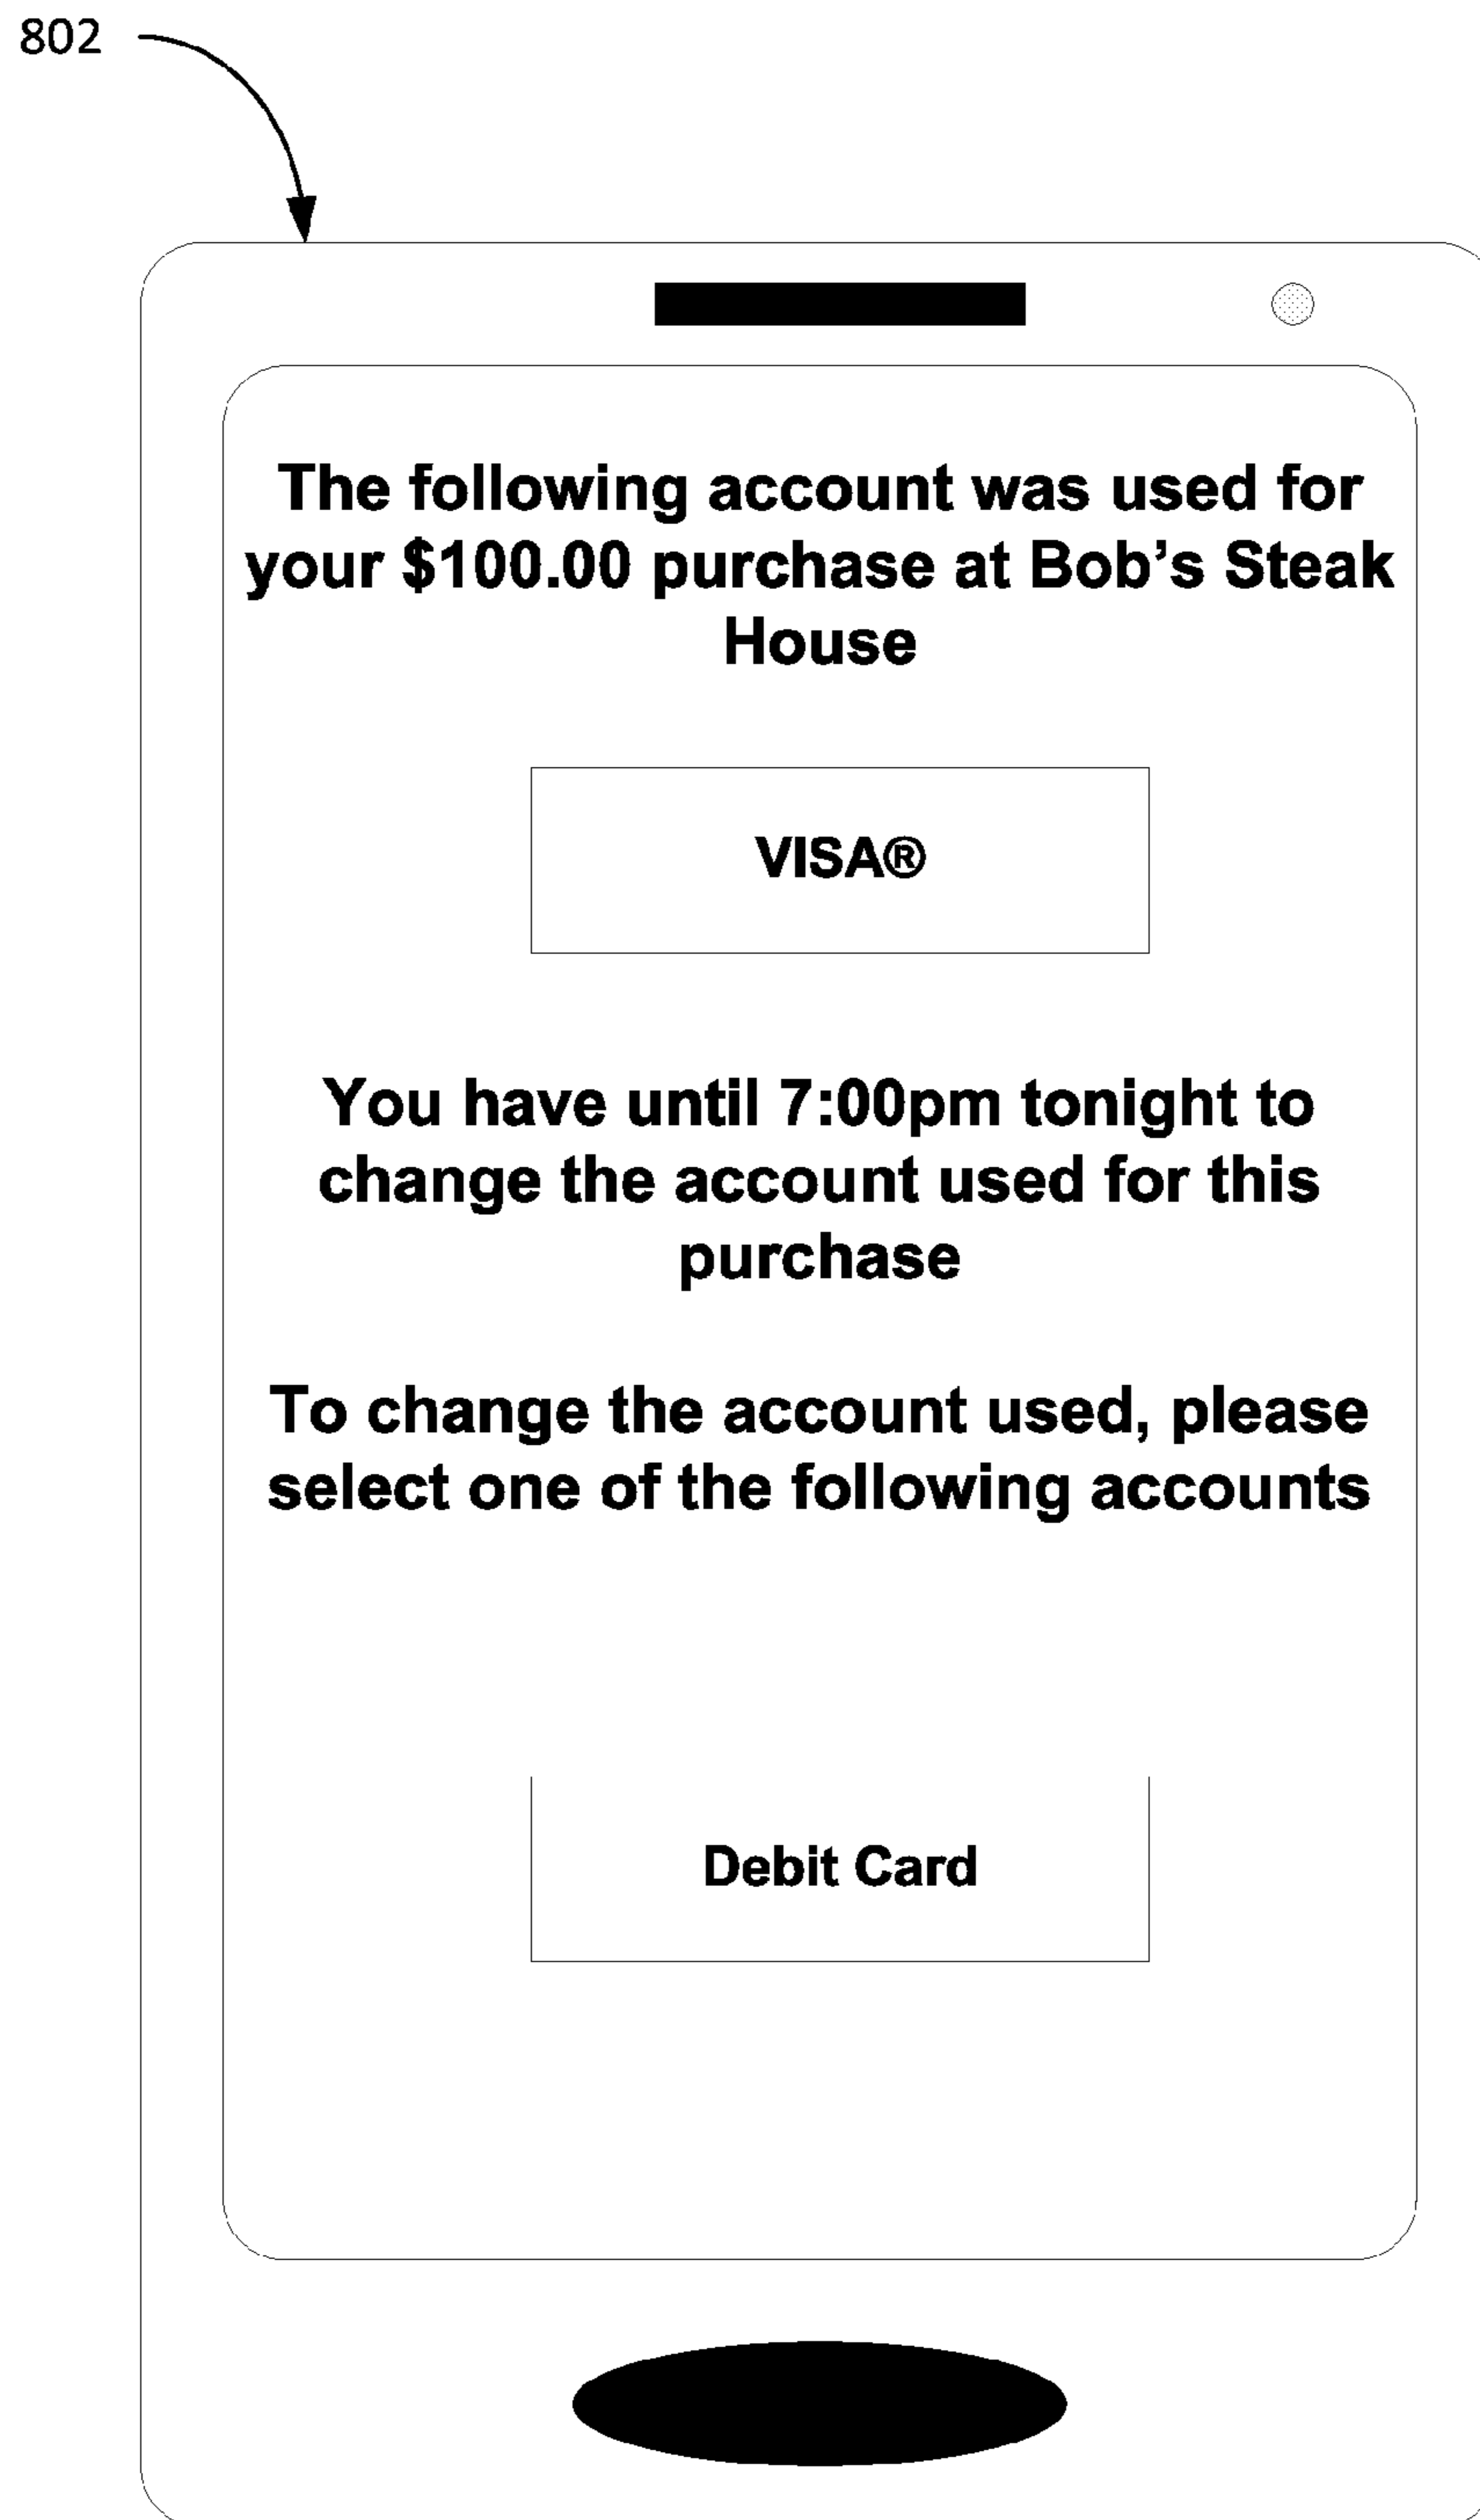 802
The following account was used for
your $100.00 purchase at Bob’s Steak
House
VISA®
You have until 7:00pm tonight to
change the account used for this
purchase
To change the account used, please
select one of the following accounts
Debit Card